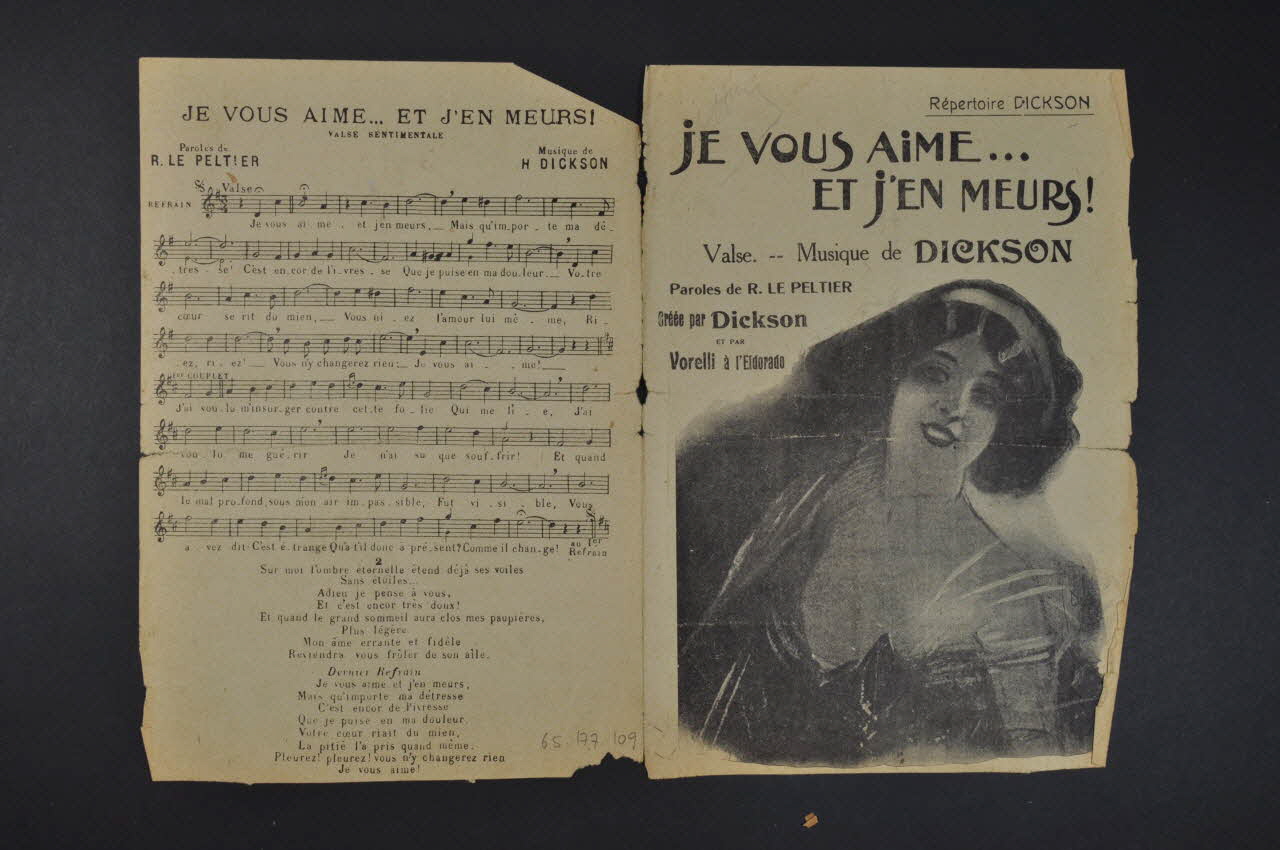 JE VOUS AIME... ET J'EN MEURS!
VALSE SENTIMENTALE
Paroles de
R. LE PELTIER
Musique de
H DICKSON
Valse
REFRAIN
Je vous ai me . et j'en meurs, Mais qu'im.por . te ma dé.
.tres . se! C'est en.cor de l'i.vres . se Que je puise en ma dou.leur. Vo.tre
cœur se rit du mien, Vous ni . ez l'amour lui mê . me, Ri .
. ez, ri . ez! Vous n'y changerez rien: Je vous ai . . me!
1er COUPLET
J'ai vou.lu m'insur.ger contre cet.te fo . lie Qui me li . e, J'ai
vou . lu me gué.rir Je n'ai su que souf.frir! Et quand
le mal pro.fond, sous mon air im.pas.sible, Fut vi . si . ble, Vous
a . vez dit: C'est é.trange Qu'a t'il donc à pré.sent? Comme il chan.ge!
au 1er
Refrain
2
Sur moi l'ombre éternelle étend déjà ses voiles
Sans étoiles...
Adieu je pense à vous,
Et c'est encor très doux!
Et quand le grand sommeil aura clos mes paupières,
Plus légère
Mon âme errante et fidèle
Reviendra vous frôler de son aîle.
Dernier Refrain
Je vous aime et j'en meurs,
Mais qu'importe ma détresse
C'est encor de l'ivresse
Que je puise en ma douleur.
Votre cœur riait du mien,
La pitié l'a pris quand même.
Pleurez! pleurez! vous n'y changerez rien
Je vous aime!
65.177.109
Répertoire DICKSON
JE VOUS AIME...
ET J'EN MEURS!
Valse. -- Musique de DICKSON
Paroles de R. LE PELTIER
Créée par Dickson
ET PAR
Vorelli à l'Eldorado